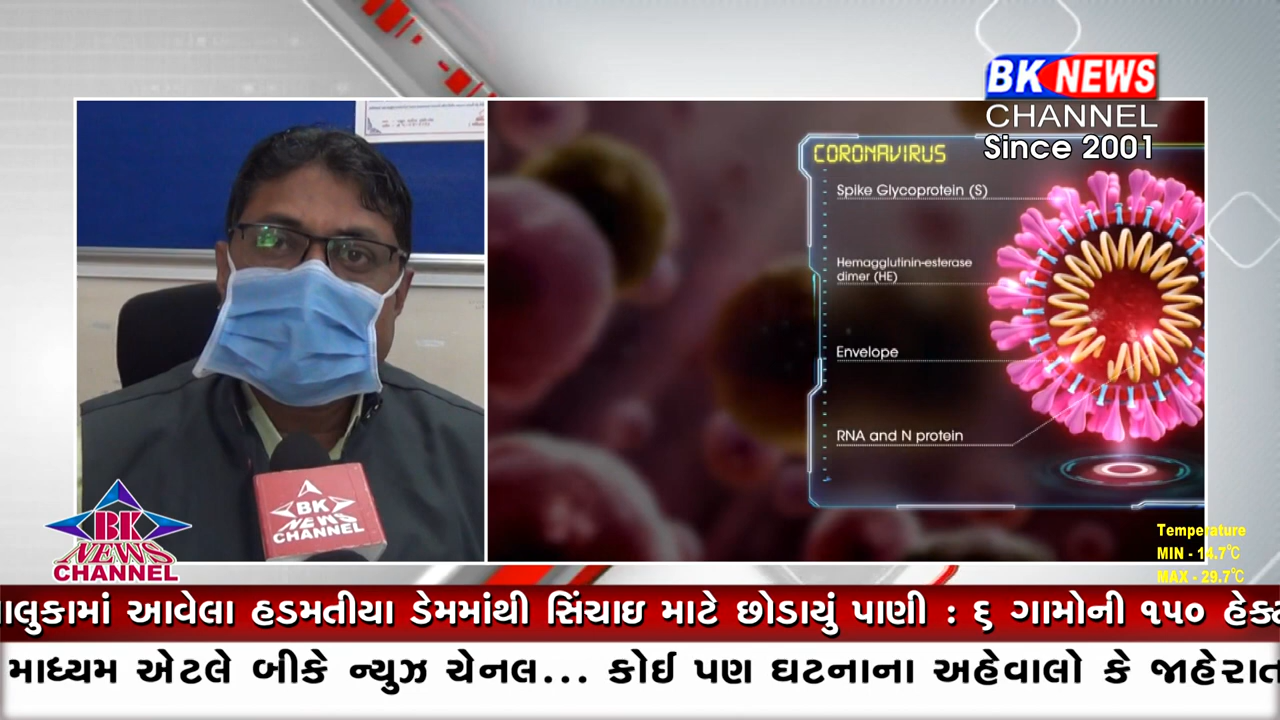 BK NEWS
CHANNEL
Since 2001
CORONAVIRUS
Spike Glycoprotein (S)
Hemagglutinin-esterase
dimer (HE)
Envelope
RNA and N protein
BK
NEWS
CHANNEL
BK
NEWS
CHANNEL
Temperature
MIN - 14.7℃
MAX - 29.7℃
આવેલા હડમતીયા ડેમમાંથી સિંચાઇ માટે છોડાયું પાણી : ૬ ગામોની ૧૫૦
માધ્યમ એટલે બીકે ન્યુઝ ચેનલ... કોઈ પણ ઘટનાના અહેવાલો કે જાહેરાત